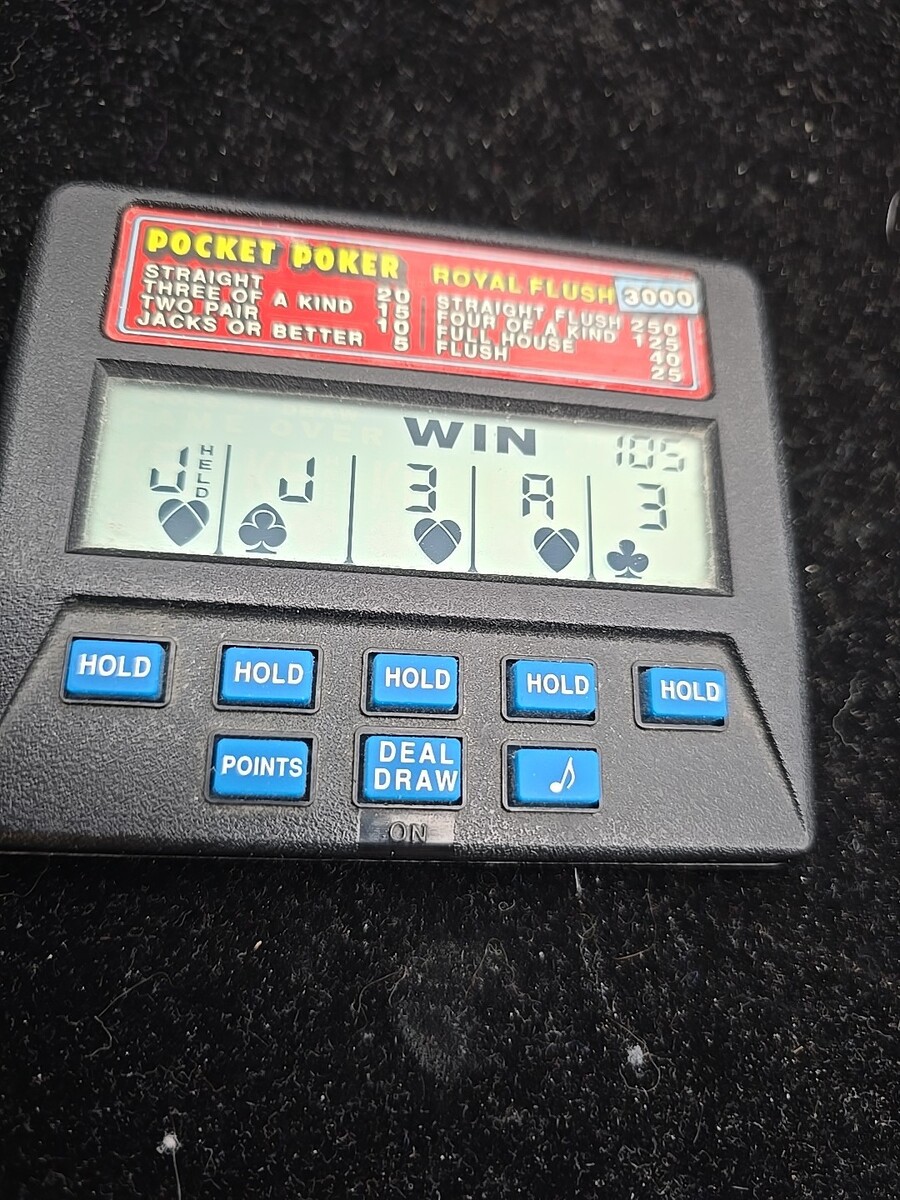 POCKET POKER
STRAIGHT 20
THREE OF A KIND 15
TWO PAIR 10
JACKS OR BETTER 5
ROYAL FLUSH 3000
STRAIGHT FLUSH 250
FOUR OF A KIND 125
FULL HOUSE 40
FLUSH 25
WIN 105
J HELD J 3 A 3
HOLD HOLD HOLD HOLD HOLD
POINTS DEAL DRAW
ON